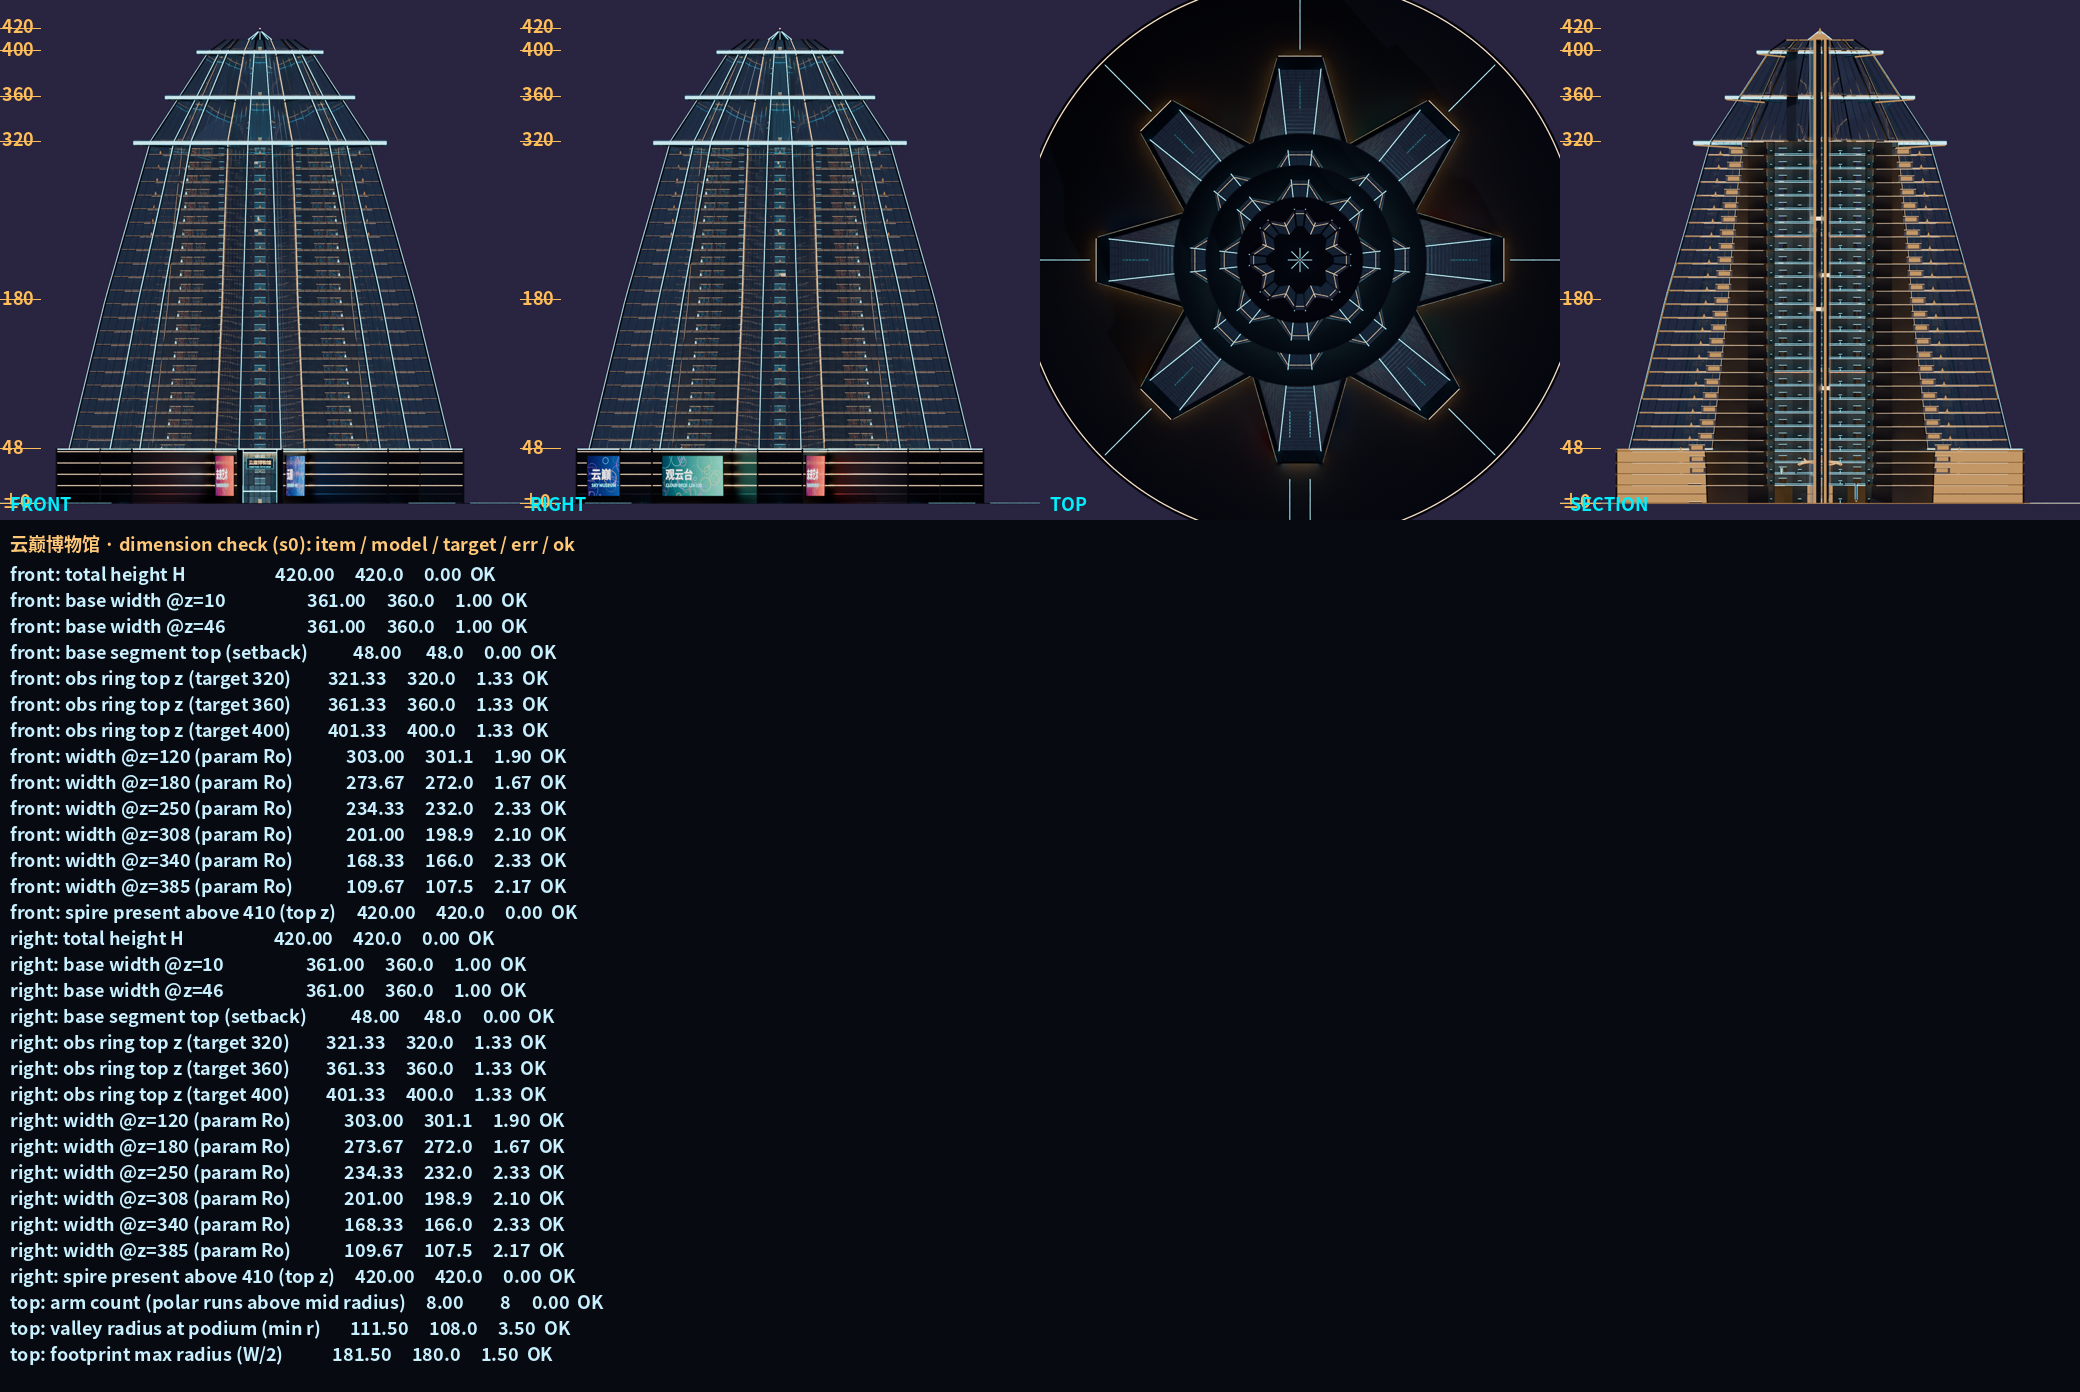 420
400
360
320
180
48
±0
FRONT
云巅博物馆
420
400
360
320
180
48
±0
RIGHT
云巅
SKY MUSEUM
观云台
TOP
420
400
360
320
180
48
±0
SECTION
云巅博物馆 · dimension check (s0): item / model / target / err / ok
front: total height H 420.00 420.0 0.00 OK
front: base width @z=10 361.00 360.0 1.00 OK
front: base width @z=46 361.00 360.0 1.00 OK
front: base segment top (setback) 48.00 48.0 0.00 OK
front: obs ring top z (target 320) 321.33 320.0 1.33 OK
front: obs ring top z (target 360) 361.33 360.0 1.33 OK
front: obs ring top z (target 400) 401.33 400.0 1.33 OK
front: width @z=120 (param Ro) 303.00 301.1 1.90 OK
front: width @z=180 (param Ro) 273.67 272.0 1.67 OK
front: width @z=250 (param Ro) 234.33 232.0 2.33 OK
front: width @z=308 (param Ro) 201.00 198.9 2.10 OK
front: width @z=340 (param Ro) 168.33 166.0 2.33 OK
front: width @z=385 (param Ro) 109.67 107.5 2.17 OK
front: spire present above 410 (top z) 420.00 420.0 0.00 OK
right: total height H 420.00 420.0 0.00 OK
right: base width @z=10 361.00 360.0 1.00 OK
right: base width @z=46 361.00 360.0 1.00 OK
right: base segment top (setback) 48.00 48.0 0.00 OK
right: obs ring top z (target 320) 321.33 320.0 1.33 OK
right: obs ring top z (target 360) 361.33 360.0 1.33 OK
right: obs ring top z (target 400) 401.33 400.0 1.33 OK
right: width @z=120 (param Ro) 303.00 301.1 1.90 OK
right: width @z=180 (param Ro) 273.67 272.0 1.67 OK
right: width @z=250 (param Ro) 234.33 232.0 2.33 OK
right: width @z=308 (param Ro) 201.00 198.9 2.10 OK
right: width @z=340 (param Ro) 168.33 166.0 2.33 OK
right: width @z=385 (param Ro) 109.67 107.5 2.17 OK
right: spire present above 410 (top z) 420.00 420.0 0.00 OK
top: arm count (polar runs above mid radius) 8.00 8 0.00 OK
top: valley radius at podium (min r) 111.50 108.0 3.50 OK
top: footprint max radius (W/2) 181.50 180.0 1.50 OK